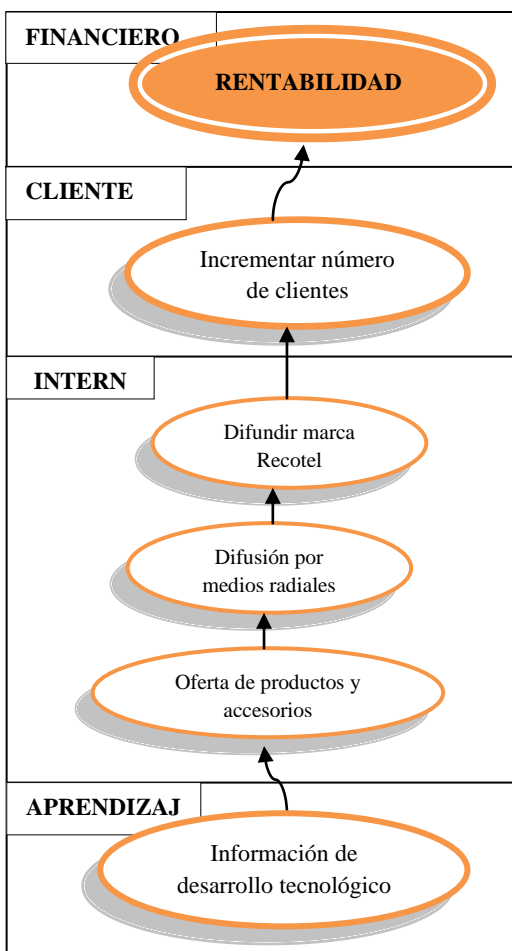 FINANCIERO
RENTABILIDAD
CLIENTE
Incrementar número
de clientes
INTERN
Difundir marca
Recotel
Difusión por
medios radiales
Oferta de productos y
accesorios
APRENDIZAJ
Información de
desarrollo tecnológico